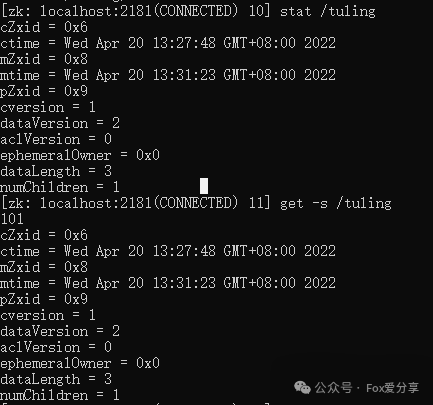 [zk: localhost:2181(CONNECTED) 10] stat /tuling
cZxid = 0x6
ctime = Wed Apr 20 13:27:48 GMT+08:00 2022
mZxid = 0x8
mtime = Wed Apr 20 13:31:23 GMT+08:00 2022
pZxid = 0x9
cversion = 1
dataVersion = 2
aclVersion = 0
ephemeralOwner = 0x0
dataLength = 3
numChildren = 1
[zk: localhost:2181(CONNECTED) 11] get -s /tuling
101
cZxid = 0x6
ctime = Wed Apr 20 13:27:48 GMT+08:00 2022
mZxid = 0x8
mtime = Wed Apr 20 13:31:23 GMT+08:00 2022
pZxid = 0x9
cversion = 1
dataVersion = 2
aclVersion = 0
ephemeralOwner = 0x0
dataLength = 3
numChildren = 1
公众号 · Fox爱分享